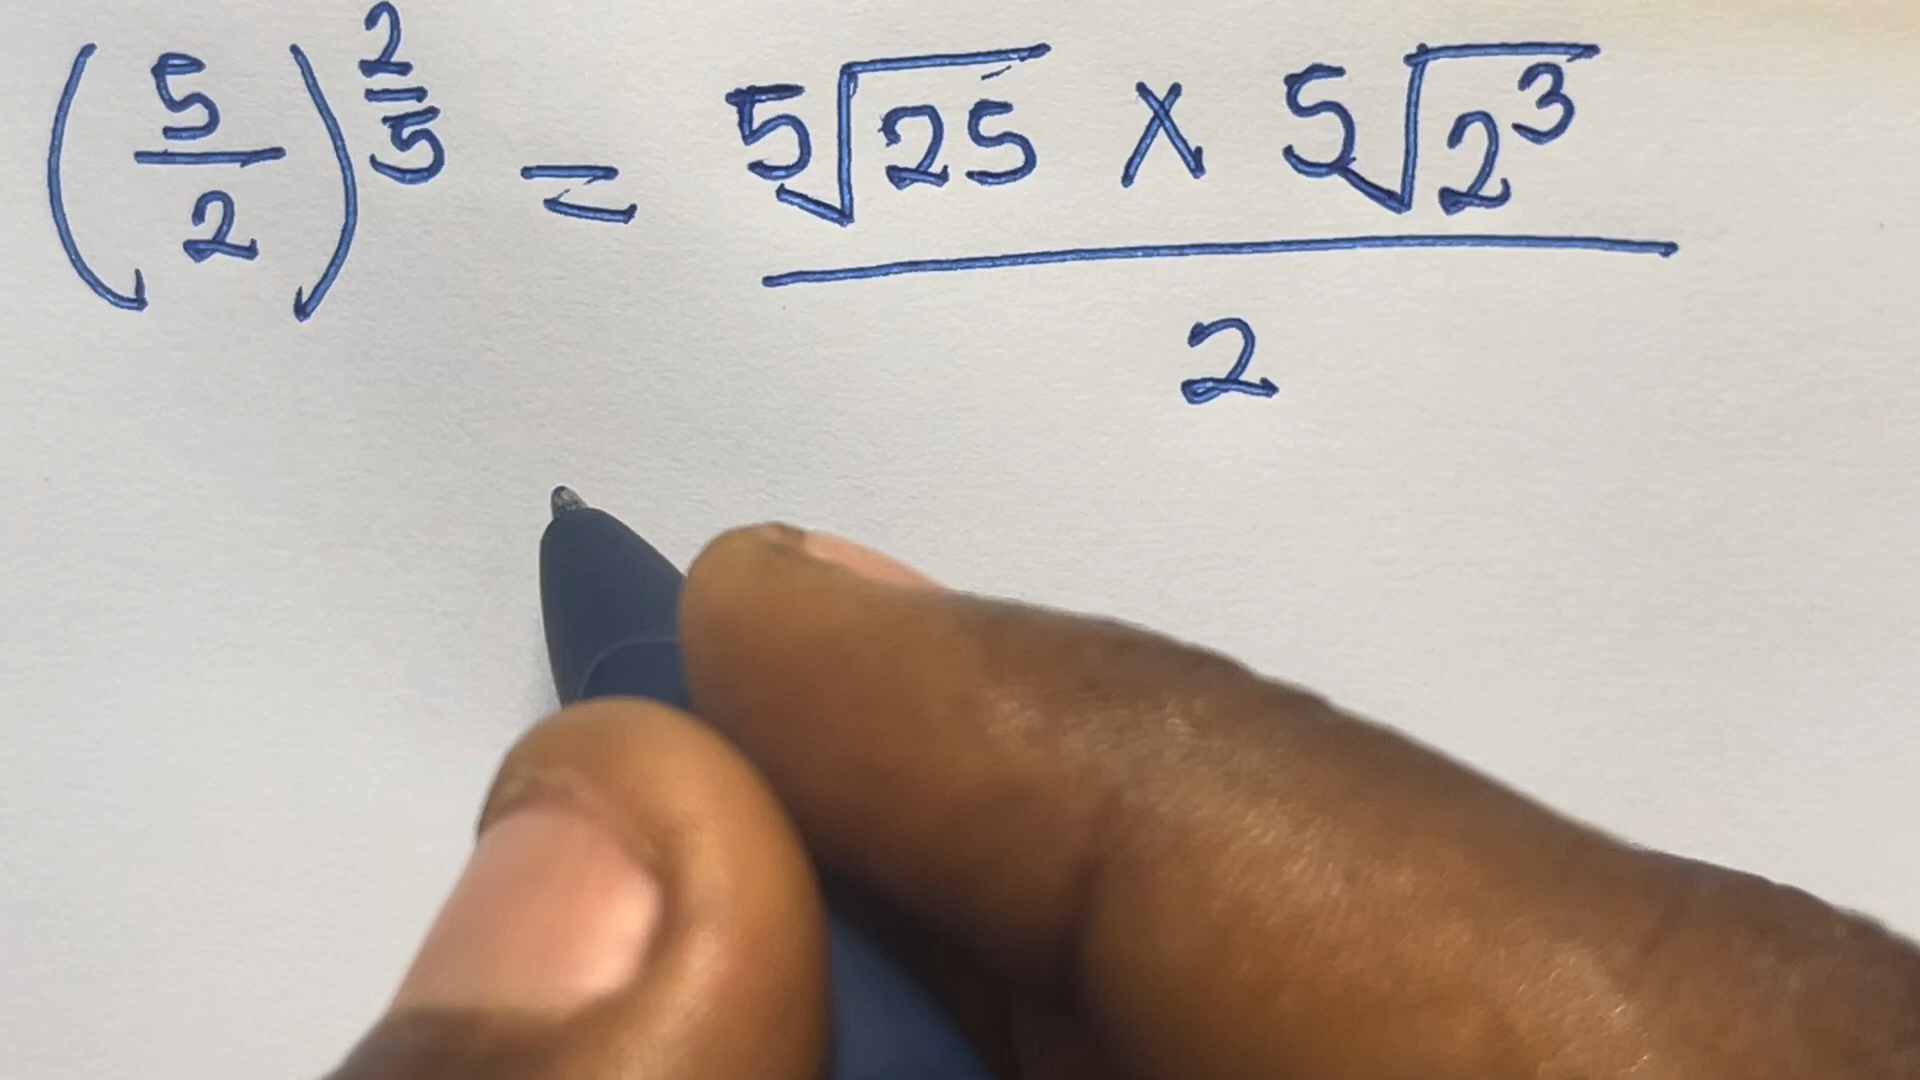 (5/2)^(2/5) = (⁵√25 × ⁵√2³)/2